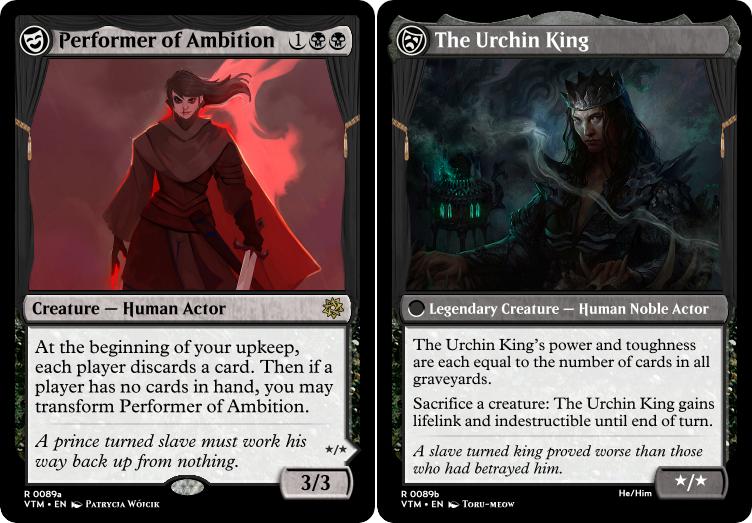 Performer of Ambition 1
Creature — Human Actor
At the beginning of your upkeep,
each player discards a card. Then if a
player has no cards in hand, you may
transform Performer of Ambition.
A prince turned slave must work his
way back up from nothing.
★/★
3/3
R 0089a
VTM • EN Patrycja Wójcik
The Urchin King
Legendary Creature — Human Noble Actor
The Urchin King's power and toughness
are each equal to the number of cards in all
graveyards.
Sacrifice a creature: The Urchin King gains
lifelink and indestructible until end of turn.
A slave turned king proved worse than those
who had betrayed him.
★/★
R 0089b
He/Him
VTM • EN Toru-meow